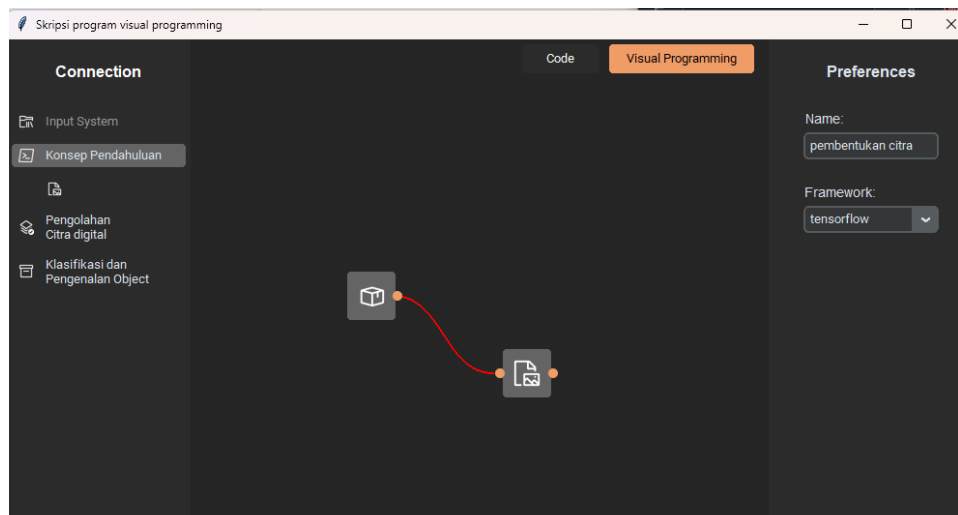 Skripsi program visual programming
Connection
Input System
Konsep Pendahuluan
Pengolahan
Citra digital
Klasifikasi dan
Pengenalan Object
Code
Visual Programming
Preferences
Name:
pembentukan citra
Framework:
tensorflow